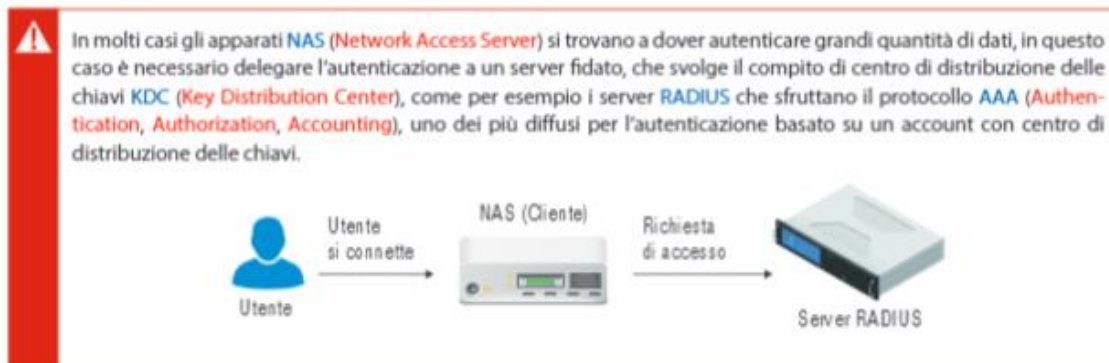 In molti casi gli apparati NAS (Network Access Server) si trovano a dover autenticare grandi quantità di dati, in questo
caso è necessario delegare l'autenticazione a un server fidato, che svolge il compito di centro di distribuzione delle
chiavi KDC (Key Distribution Center), come per esempio i server RADIUS che sfruttano il protocollo AAA (Authen-
tication, Authorization, Accounting), uno dei più diffusi per l'autenticazione basato su un account con centro di
distribuzione delle chiavi.
Utente
si connette
NAS (Cliente)
Richiesta
di accesso
Utente
Server RADIUS